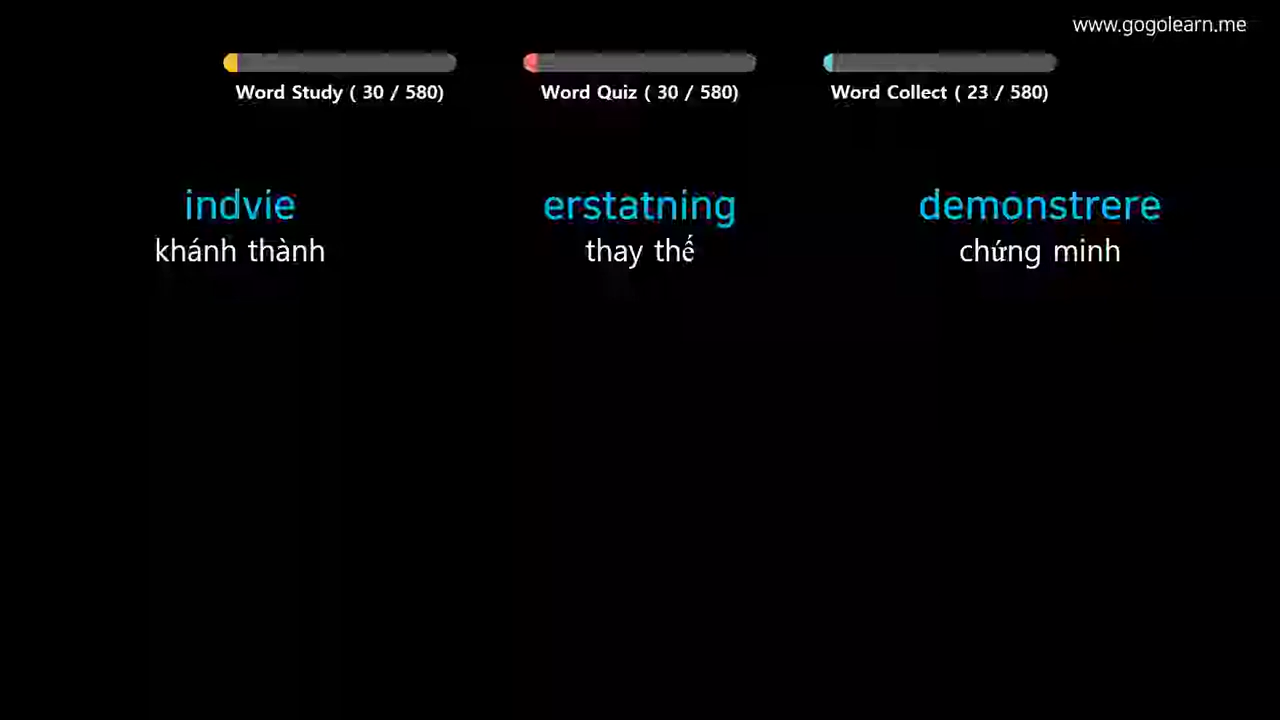 www.gogolearn.me
Word Study ( 30 / 580)
Word Quiz ( 30 / 580)
Word Collect ( 23 / 580)
indvie
khánh thành
erstatning
thay thế
demonstrere
chứng minh